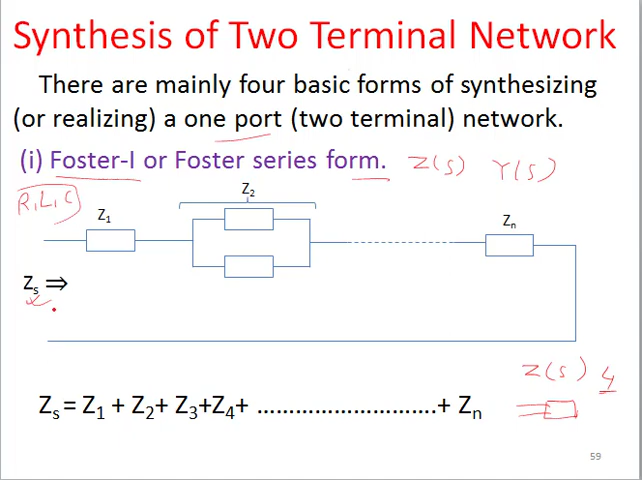 Synthesis of Two Terminal Network
There are mainly four basic forms of synthesizing
(or realizing) a one port (two terminal) network.
(i) Foster-I or Foster series form. Z(s) Y(s)
R,L,C
Z1
Z2
Zn
Zs ⇒
Z(s) 4
Zs = Z1 + Z2+ Z3+Z4+ ………………………….+ Zn
59